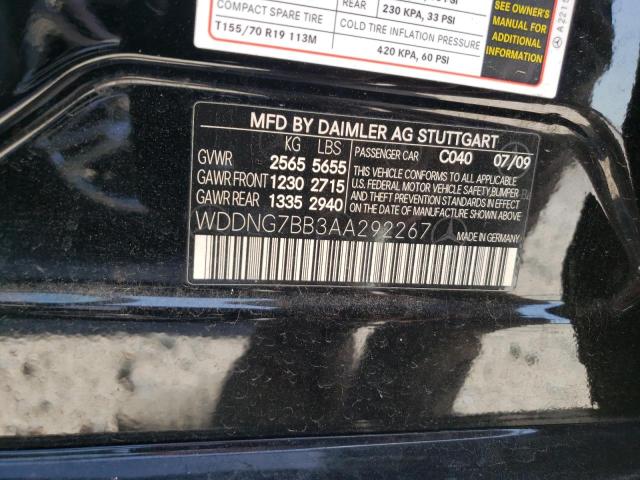 REAR 230 KPA, 33 PSI
COMPACT SPARE TIRE
T155/70 R19 113M
COLD TIRE INFLATION PRESSURE
420 KPA, 60 PSI
SEE OWNER'S
MANUAL FOR
ADDITIONAL
INFORMATION
MFD BY DAIMLER AG STUTTGART
KG LBS
GVWR 2565 5655
GAWR FRONT 1230 2715
GAWR REAR 1335 2940
PASSENGER CAR C040 07/09
THIS VEHICLE CONFORMS TO ALL APPLICABLE
U.S. FEDERAL MOTOR VEHICLE SAFETY, BUMPER,
AND THEFT PREVENTION STANDARDS IN EFFECT
ON THE DATE OF MANUFACTURE SHOWN ABOVE.
WDDNG7BB3AA292267